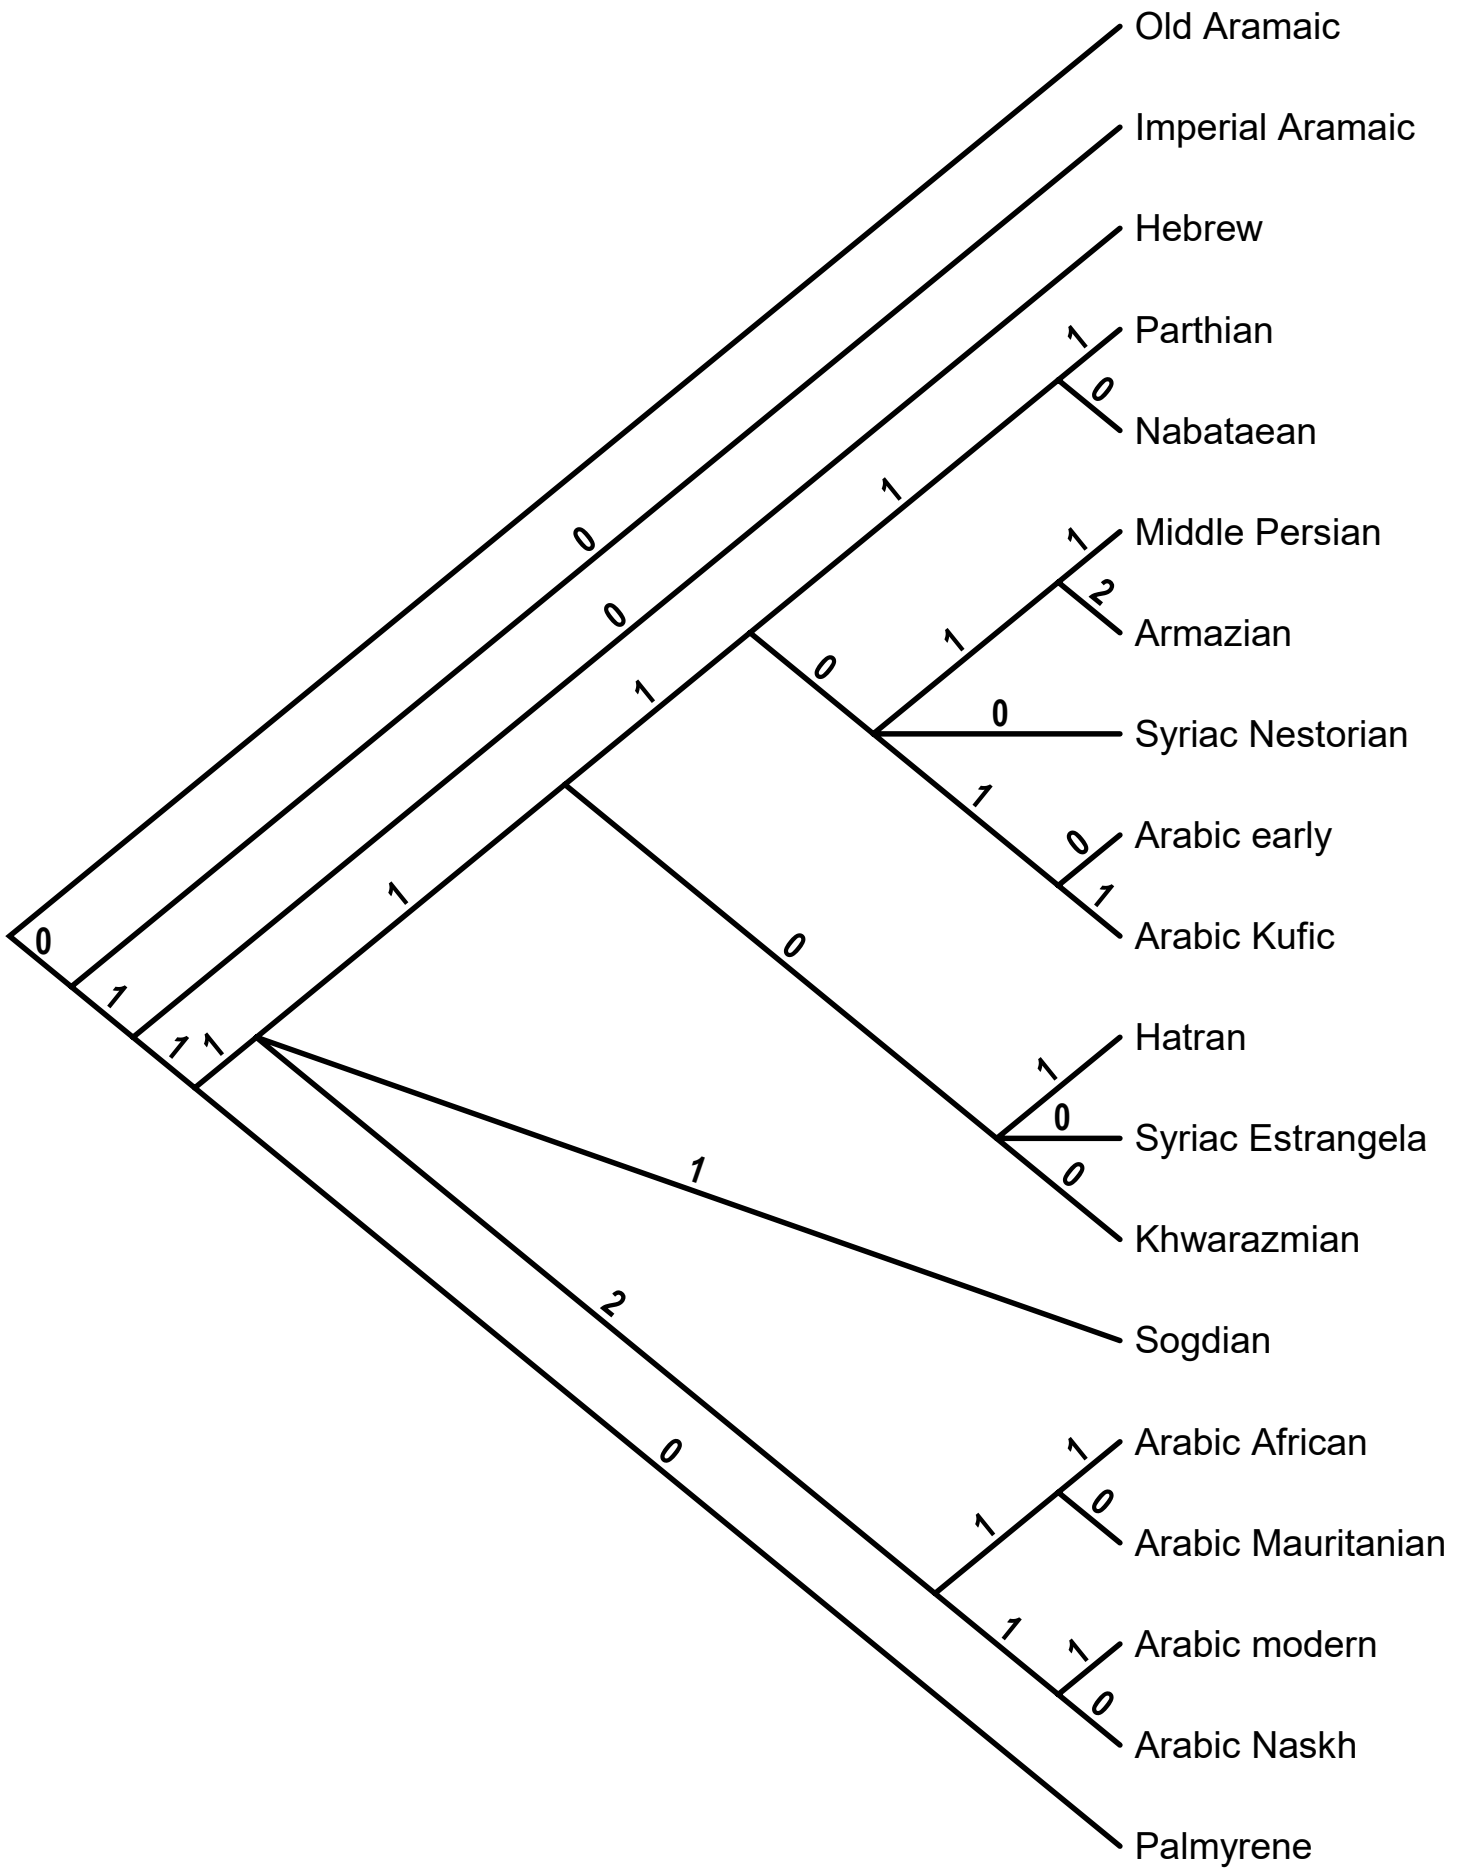 Old Aramaic
Imperial Aramaic
Hebrew
1 Parthian
0
Nabataean
1
0
1 Middle Persian
2
Armazian
0
1
1
0
0 Syriac Nestorian
1
1
0 Arabic early
1
1
0 0
Arabic Kufic
1
1 1
Hatran
1
0
Syriac Estrangela
1
0
Khwarazmian
2
Sogdian
1 Arabic African
0
0
1
Arabic Mauritanian
1
1 Arabic modern
0
Arabic Naskh
Palmyrene